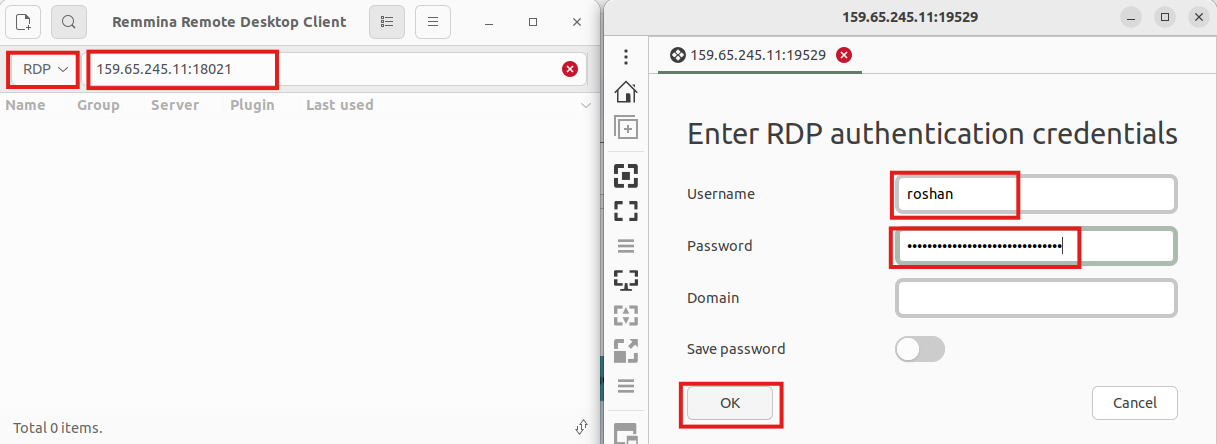 Remmina Remote Desktop Client
RDP
159.65.245.11:18021
Name Group Server Plugin Last used
Total 0 items.
159.65.245.11:19529
159.65.245.11:19529
Enter RDP authentication credentials
Username
roshan
Password
•••••••••••••••••••••••••••••••
Domain
Save password
OK
Cancel